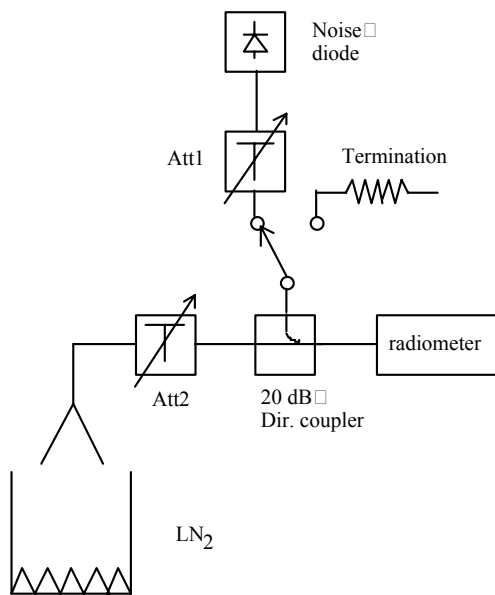 Noise□
diode
Att1
Termination
radiometer
Att2
20 dB□
Dir. coupler
LN2